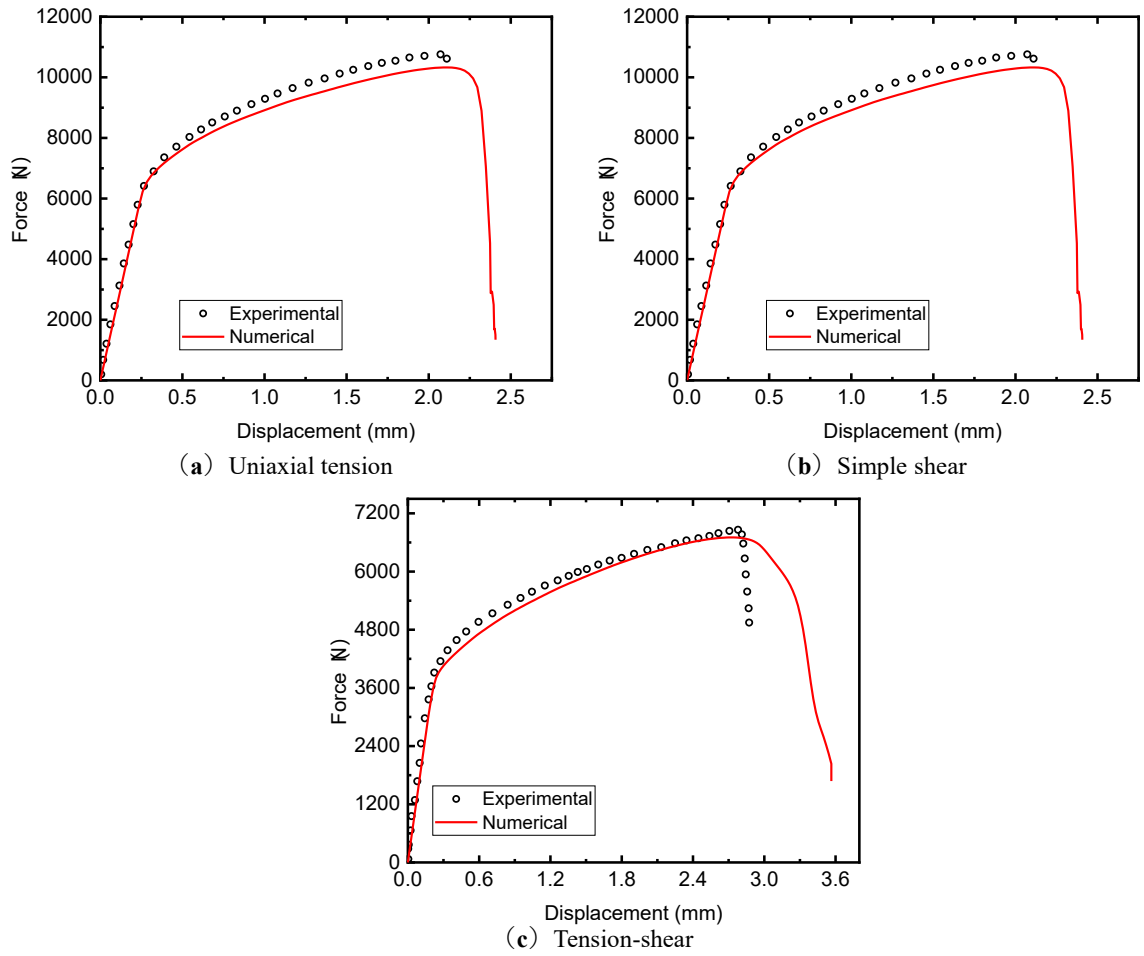 12000
10000
8000
6000
4000
2000
0
Force (N)
Experimental
Numerical
0.0 0.5 1.0 1.5 2.0 2.5
Displacement (mm)
（a） Uniaxial tension
12000
10000
8000
6000
4000
2000
0
Force (N)
Experimental
Numerical
0.0 0.5 1.0 1.5 2.0 2.5
Displacement (mm)
（b） Simple shear
7200
6000
4800
3600
2400
1200
0
Force (N)
Experimental
Numerical
0.0 0.6 1.2 1.8 2.4 3.0 3.6
Displacement (mm)
（c） Tension-shear